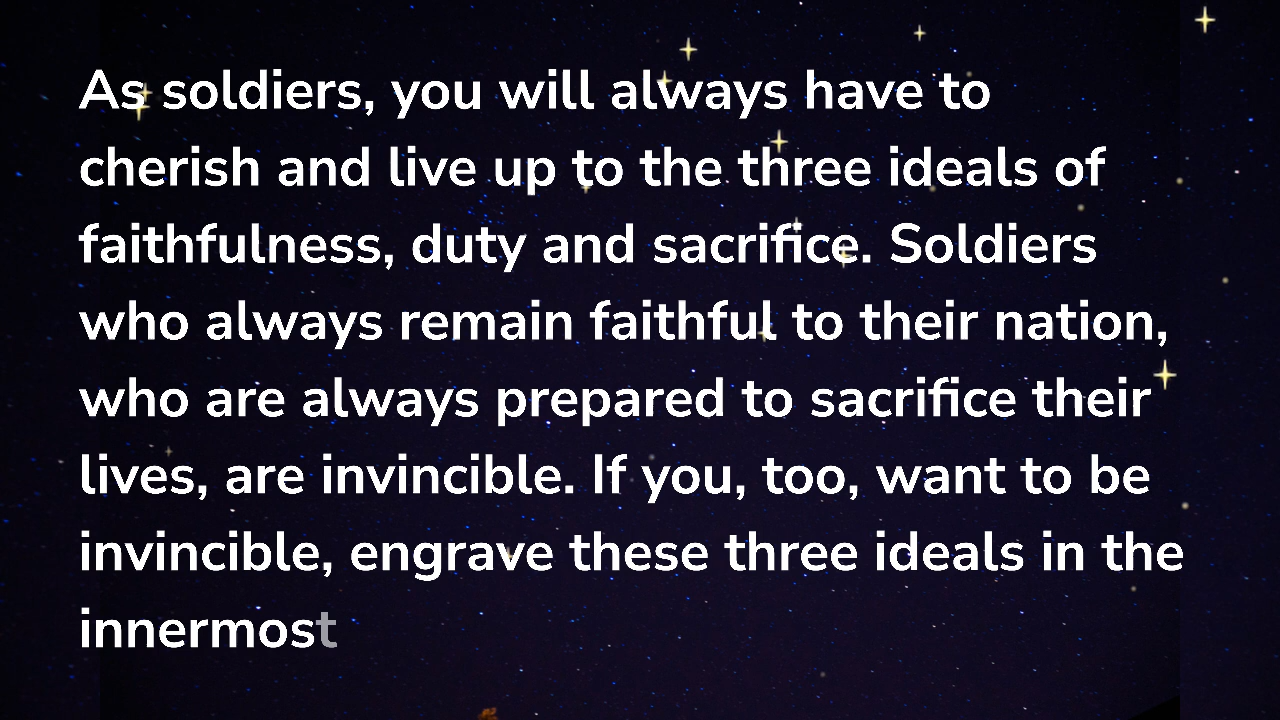 As soldiers, you will always have to
cherish and live up to the three ideals of
faithfulness, duty and sacrifice. Soldiers
who always remain faithful to their nation,
who are always prepared to sacrifice their
lives, are invincible. If you, too, want to be
invincible, engrave these three ideals in the
innermost